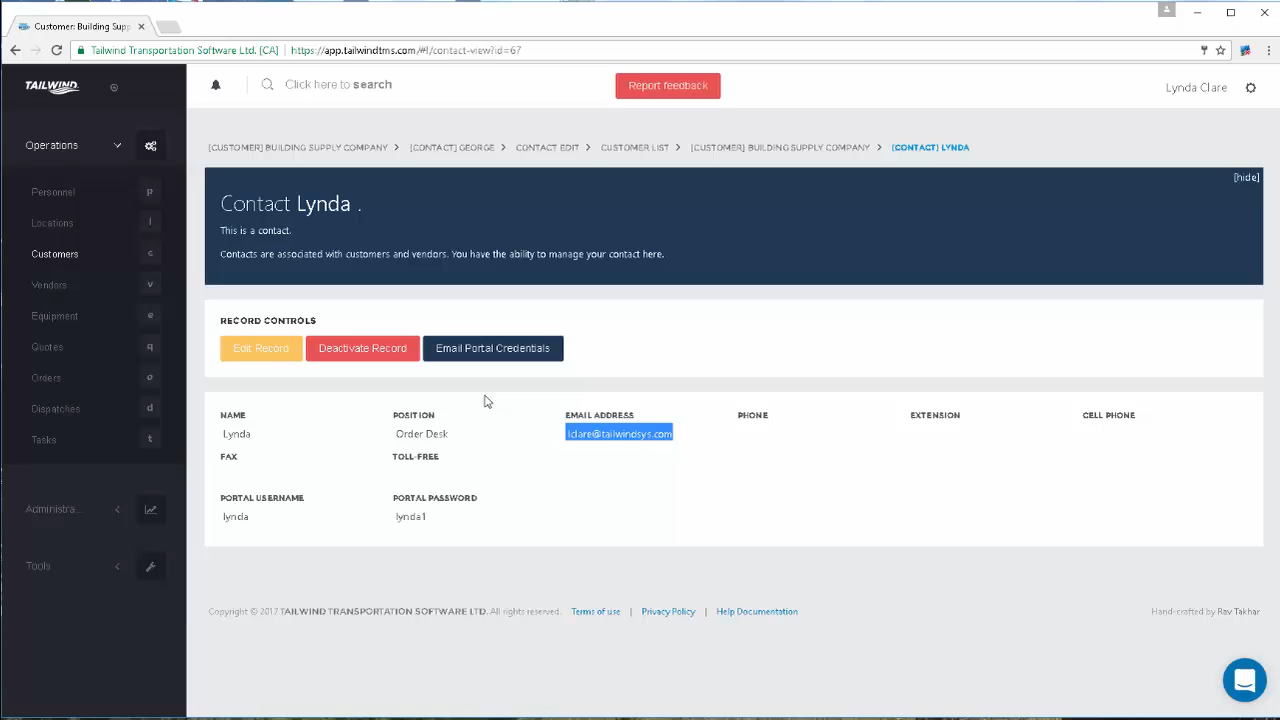 Customer: Building Supp
Tailwind Transportation Software Ltd. [CA] | https://app.tailwindtms.com/#!/contact-view?id=67
TAILWIND
Click here to search
Report feedback
Lynda Clare
Operations
[CUSTOMER] BUILDING SUPPLY COMPANY > [CONTACT] GEORGE > CONTACT EDIT > CUSTOMER LIST > [CUSTOMER] BUILDING SUPPLY COMPANY > [CONTACT] LYNDA
Personnel p
Locations l
Customers c
Vendors v
Equipment e
Quotes q
Orders o
Dispatches d
Tasks t
Administra...
Tools
[hide]
Contact Lynda .
This is a contact.
Contacts are associated with customers and vendors. You have the ability to manage your contact here.
RECORD CONTROLS
Edit Record Deactivate Record Email Portal Credentials
NAME POSITION EMAIL ADDRESS PHONE EXTENSION CELL PHONE
Lynda Order Desk lclare@tailwindsys.com
FAX TOLL-FREE
PORTAL USERNAME PORTAL PASSWORD
lynda lynda1
Copyright © 2017 TAILWIND TRANSPORTATION SOFTWARE LTD. All rights reserved. Terms of use | Privacy Policy | Help Documentation
Hand-crafted by Rav Takhar